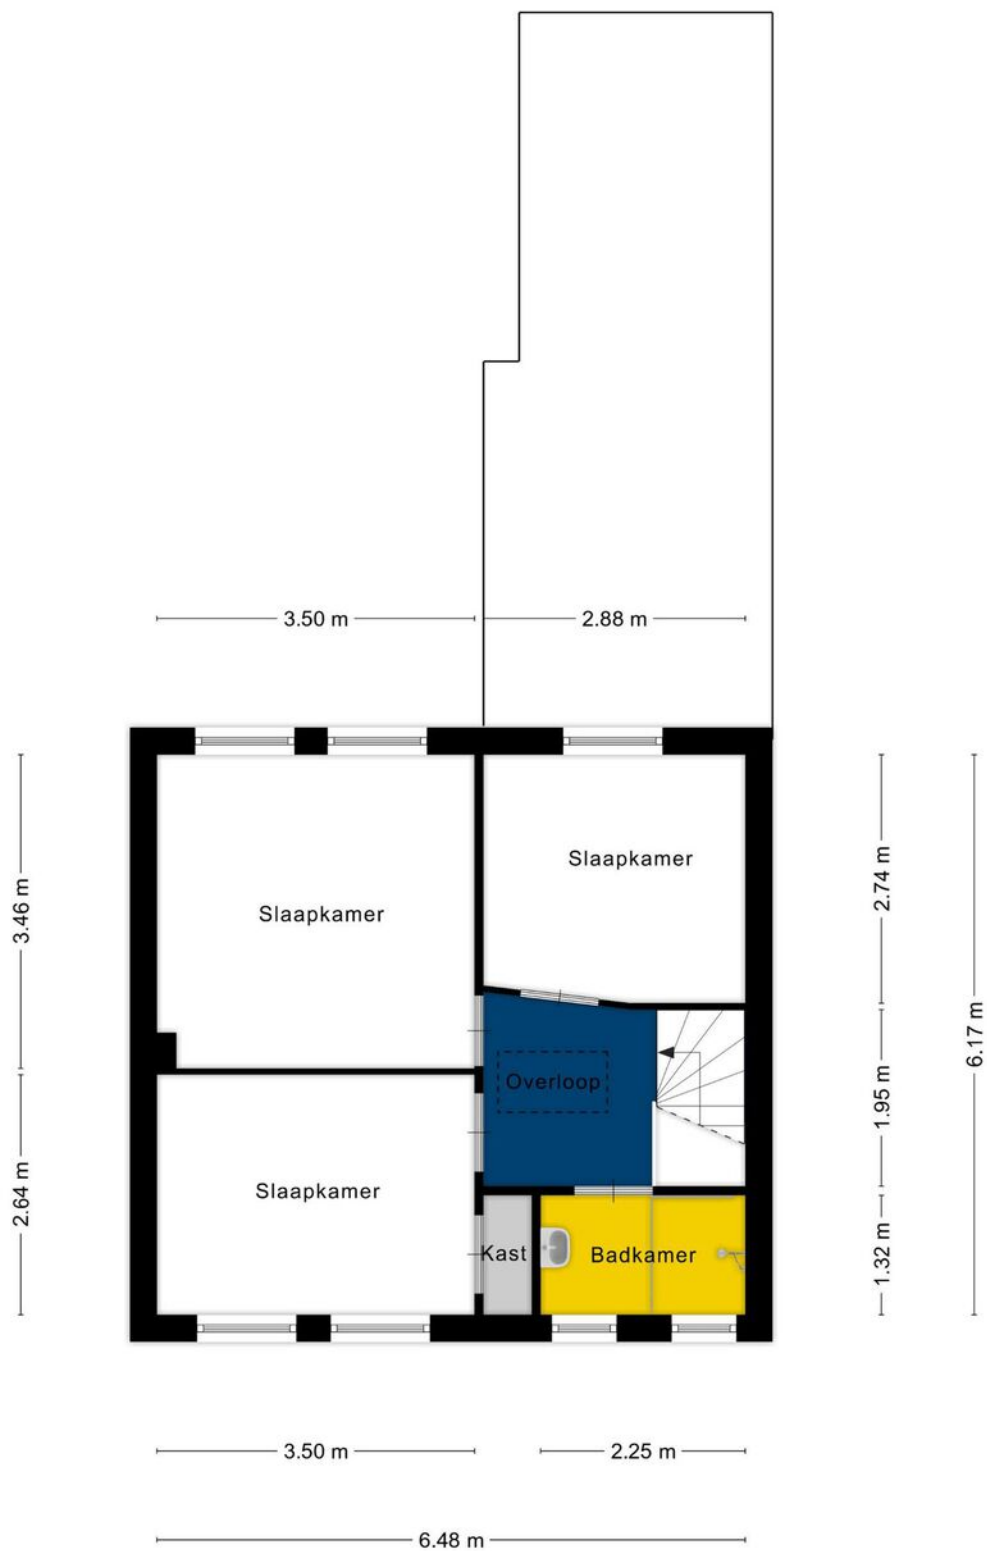 3.50 m
2.88 m
Slaapkamer
Slaapkamer
3.46 m
2.74 m
6.17 m
Overloop
1.95 m
Slaapkamer
2.64 m
Kast
Badkamer
1.32 m
3.50 m
2.25 m
6.48 m